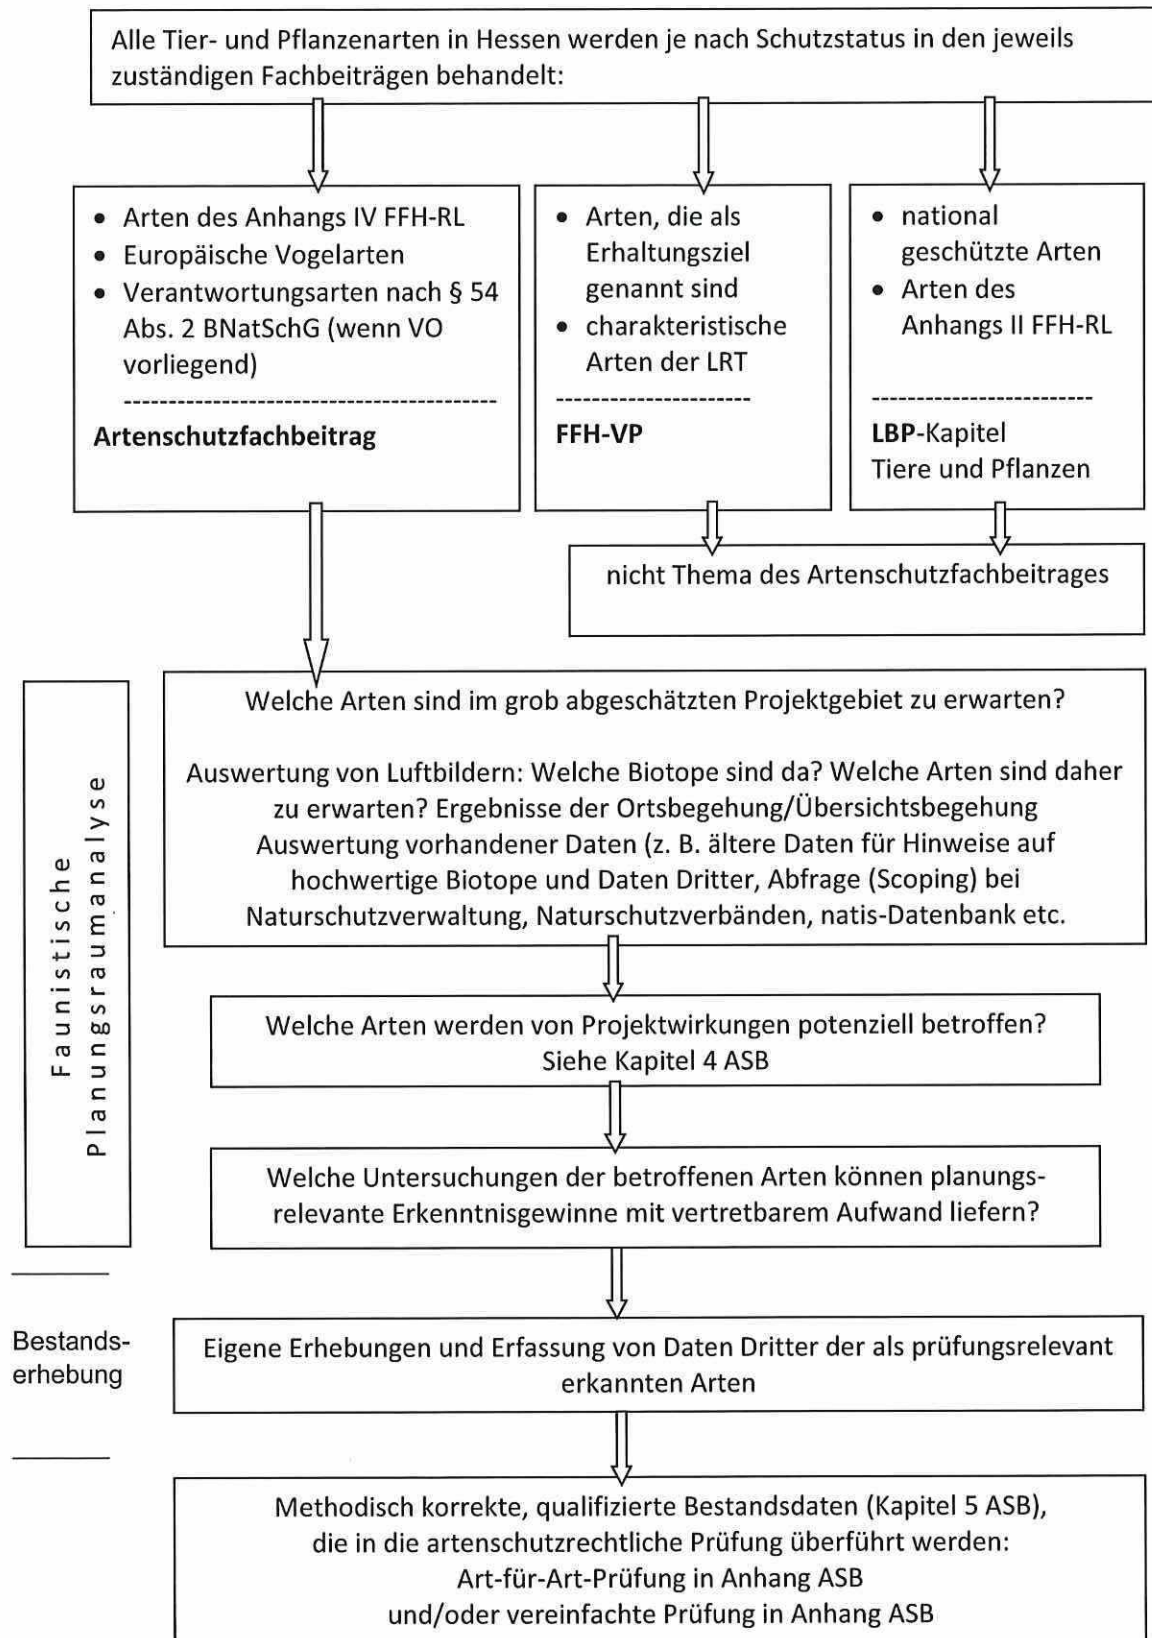 Alle Tier- und Pflanzenarten in Hessen werden je nach Schutzstatus in den jeweils
zuständigen Fachbeiträgen behandelt:
• Arten des Anhangs IV FFH-RL
• Europäische Vogelarten
• Verantwortungsarten nach § 54
Abs. 2 BNatSchG (wenn VO
vorliegend)
------------------------------------------
Artenschutzfachbeitrag
• Arten, die als
Erhaltungsziel
genannt sind
• charakteristische
Arten der LRT
----------------------
FFH-VP
• national
geschützte Arten
• Arten des
Anhangs II FFH-RL
-------------------------
LBP-Kapitel
Tiere und Pflanzen
nicht Thema des Artenschutzfachbeitrages
Faunistische
Planungsraumanalyse
Welche Arten sind im grob abgeschätzten Projektgebiet zu erwarten?
Auswertung von Luftbildern: Welche Biotope sind da? Welche Arten sind daher
zu erwarten? Ergebnisse der Ortsbegehung/Übersichtsbegehung
Auswertung vorhandener Daten (z. B. ältere Daten für Hinweise auf
hochwertige Biotope und Daten Dritter, Abfrage (Scoping) bei
Naturschutzverwaltung, Naturschutzverbänden, natis-Datenbank etc.
Welche Arten werden von Projektwirkungen potenziell betroffen?
Siehe Kapitel 4 ASB
Welche Untersuchungen der betroffenen Arten können planungs-
relevante Erkenntnisgewinne mit vertretbarem Aufwand liefern?
Bestands-
erhebung
Eigene Erhebungen und Erfassung von Daten Dritter der als prüfungsrelevant
erkannten Arten
Methodisch korrekte, qualifizierte Bestandsdaten (Kapitel 5 ASB),
die in die artenschutzrechtliche Prüfung überführt werden:
Art-für-Art-Prüfung in Anhang ASB
und/oder vereinfachte Prüfung in Anhang ASB